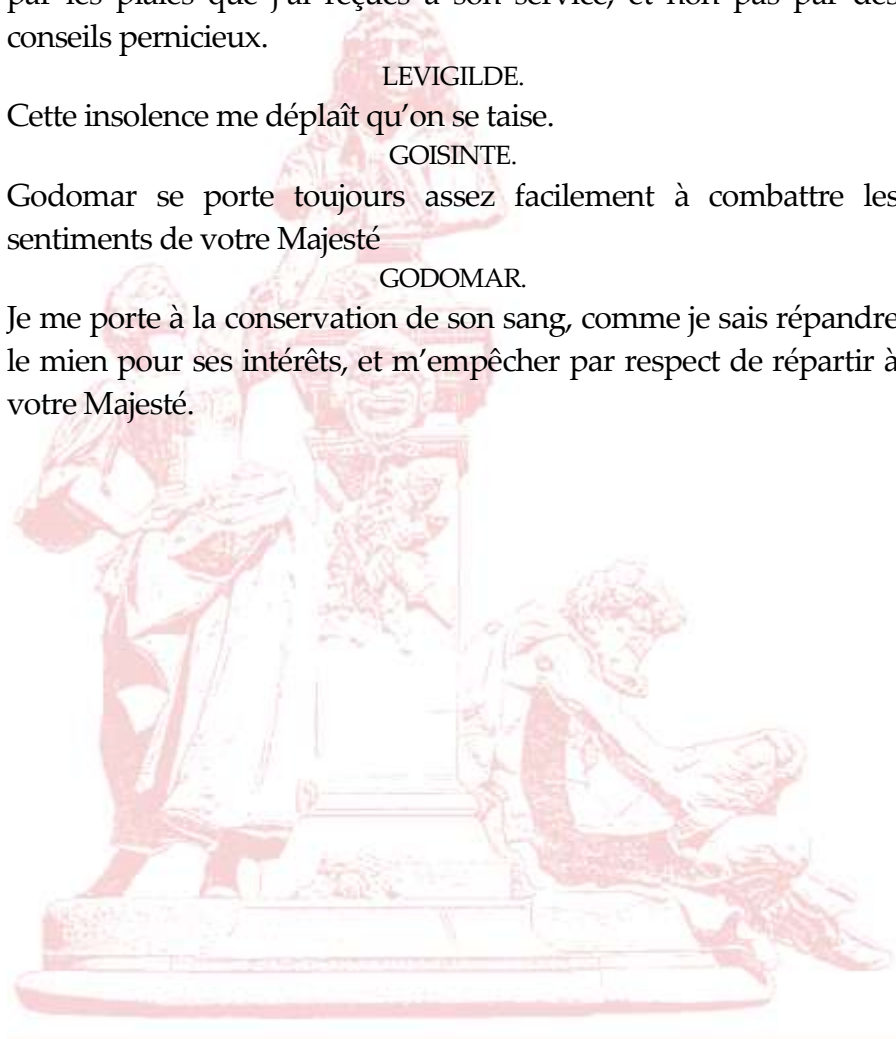 par les plaies que j'ai reçues à son service, et non pas par des
conseils pernicieux.
LEVIGILDE.
Cette insolence me déplaît qu'on se taise.
GOISINTE.
Godomar se porte toujours assez facilement à combattre les
sentiments de votre Majesté
GODOMAR.
Je me porte à la conservation de son sang, comme je sais répandre
le mien pour ses intérêts, et m'empêcher par respect de répartir à
votre Majesté.